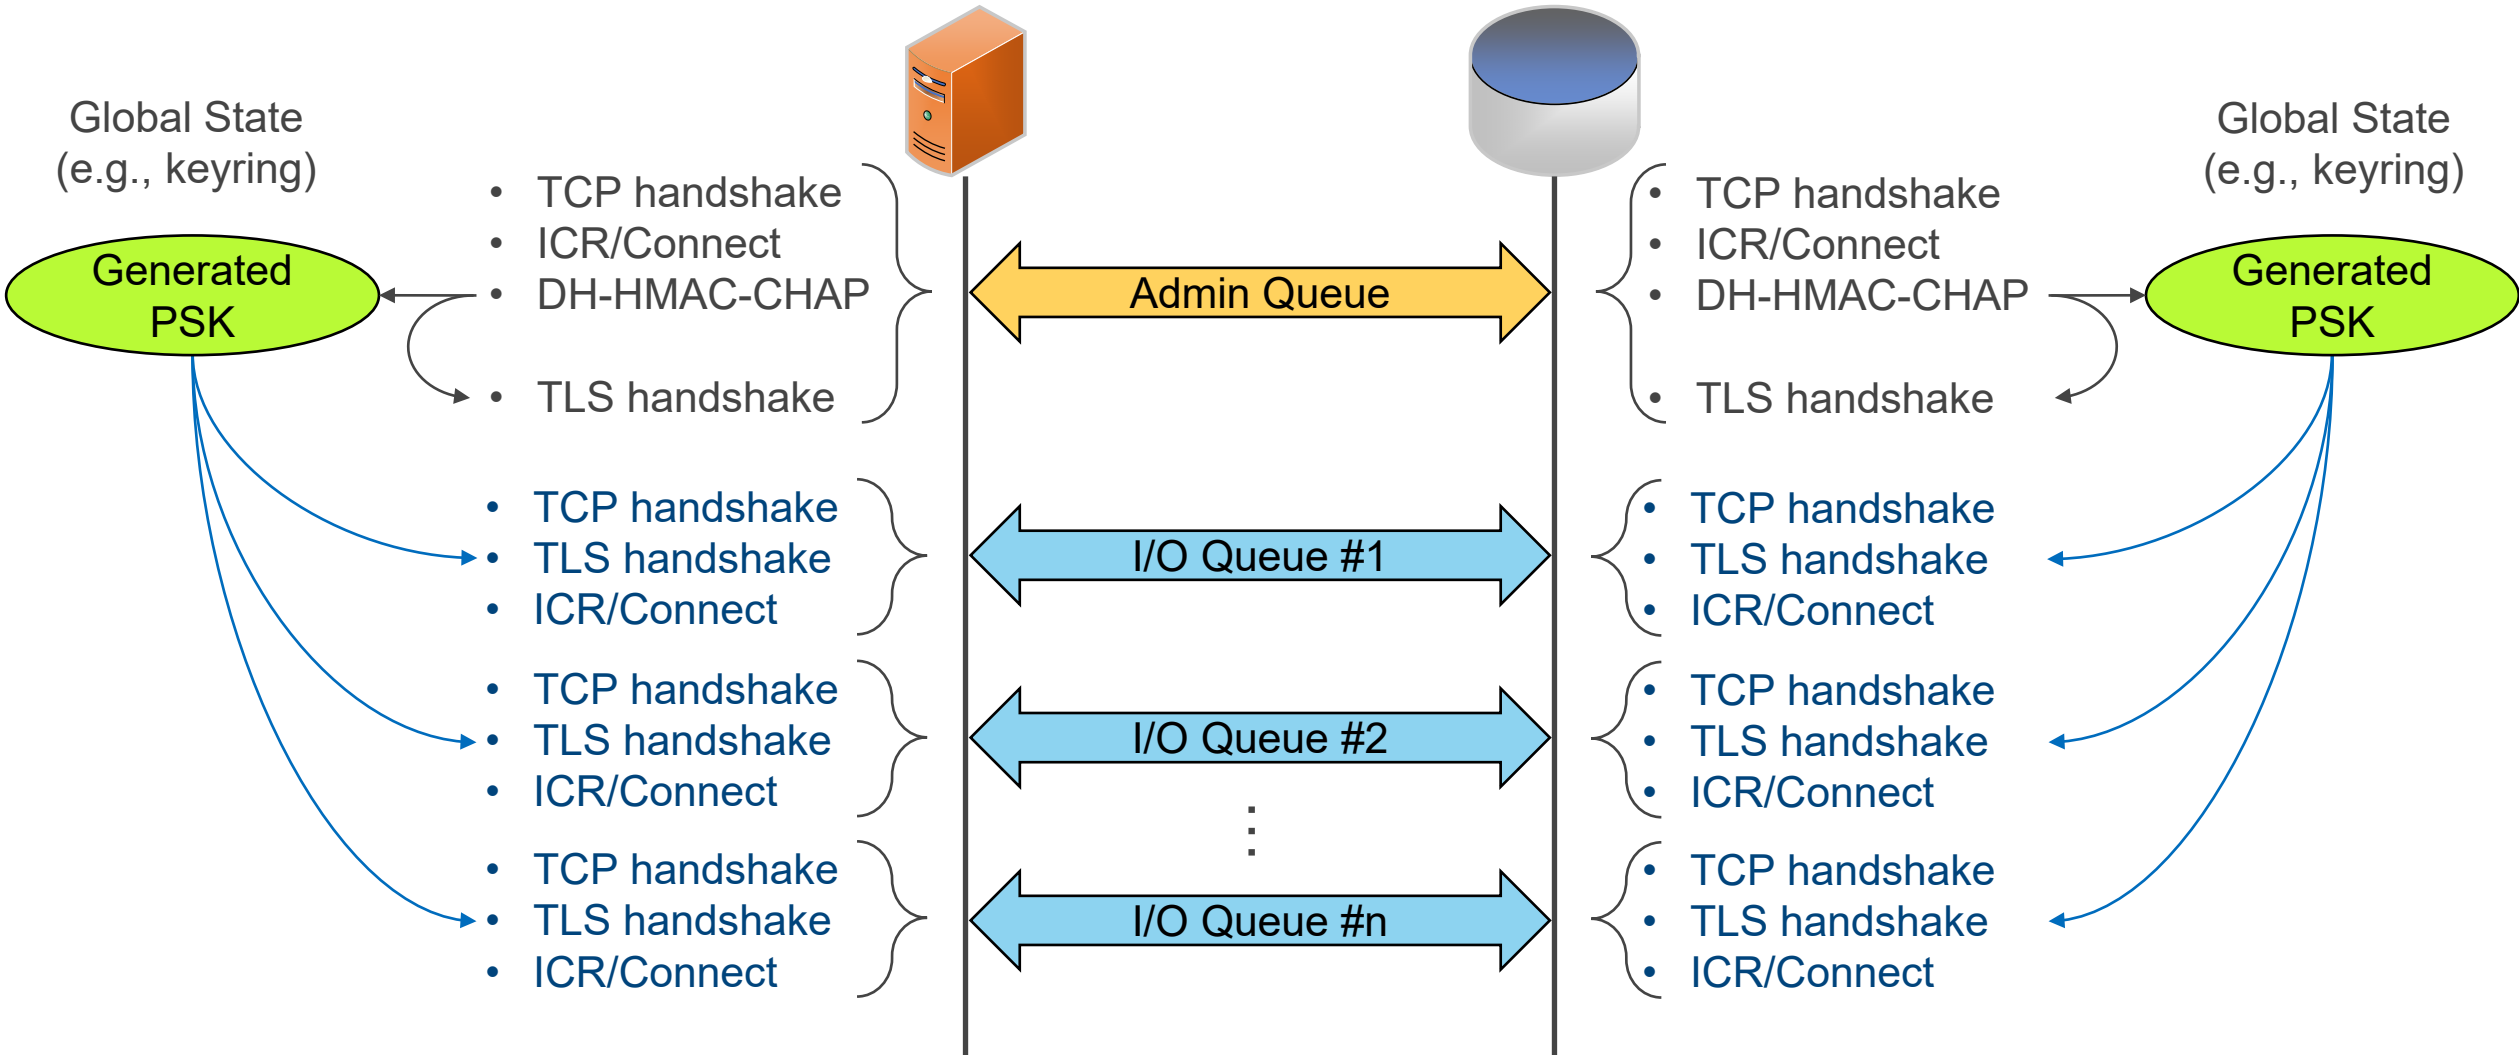 Global State
(e.g., keyring)
Generated
PSK
• TCP handshake
• ICR/Connect
• DH-HMAC-CHAP
• TLS handshake
Admin Queue
• TCP handshake
• ICR/Connect
• DH-HMAC-CHAP
• TLS handshake
Global State
(e.g., keyring)
Generated
PSK
• TCP handshake
• TLS handshake
• ICR/Connect
I/O Queue #1
• TCP handshake
• TLS handshake
• ICR/Connect
• TCP handshake
• TLS handshake
• ICR/Connect
I/O Queue #2
• TCP handshake
• TLS handshake
• ICR/Connect
⋮
• TCP handshake
• TLS handshake
• ICR/Connect
I/O Queue #n
• TCP handshake
• TLS handshake
• ICR/Connect